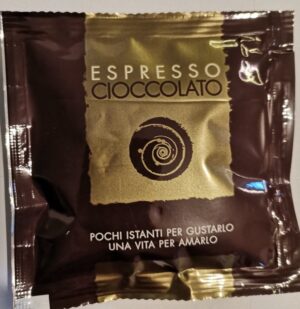 ESPRESSO
CIOCCOLATO
POCHI ISTANTI PER GUSTARLO
UNA VITA PER AMARLO